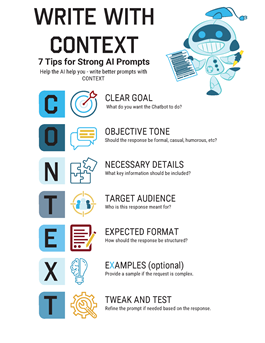 WRITE WITH
CONTEXT
7 Tips for Strong AI Prompts
Help the AI help you - write better prompts with
CONTEXT
C
CLEAR GOAL
What do you want the Chatbot to do?
O
OBJECTIVE TONE
Should the response be formal, casual, humorous, etc?
N
NECESSARY DETAILS
What key information should be included?
T
TARGET AUDIENCE
Who is this response meant for?
E
EXPECTED FORMAT
How should the response be structured?
X
EXAMPLES (optional)
Provide a sample if the request is complex.
T
TWEAK AND TEST
Refine the prompt if needed based on the response.